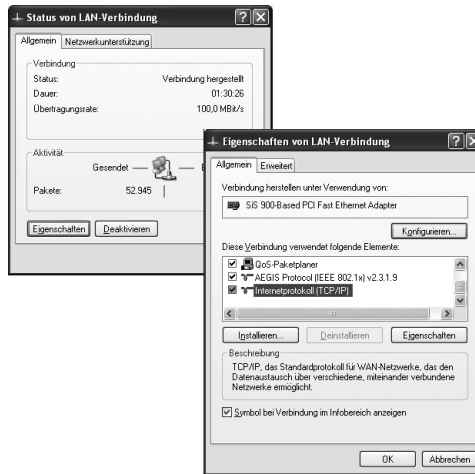 Status von LAN-Verbindung
Allgemein Netzwerkunterstützung
Verbindung
Status: Verbindung hergestellt
Dauer: 01:30:26
Übertragungsrate: 100,0 MBit/s
Aktivität
Gesendet
Pakete: 52.945
Eigenschaften Deaktivieren
Eigenschaften von LAN-Verbindung
Allgemein Erweitert
Verbindung herstellen unter Verwendung von:
SiS 900-Based PCI Fast Ethernet Adapter
Konfigurieren...
Diese Verbindung verwendet folgende Elemente:
QoS-Paketplaner
AEGIS Protocol (IEEE 802.1x) v2.3.1.9
Internetprotokoll (TCP/IP)
Installieren... Deinstallieren Eigenschaften
Beschreibung
TCP/IP, das Standardprotokoll für WAN-Netzwerke, das den
Datenaustausch über verschiedene, miteinander verbundene
Netzwerke ermöglicht.
Symbol bei Verbindung im Infobereich anzeigen
OK Abbrechen